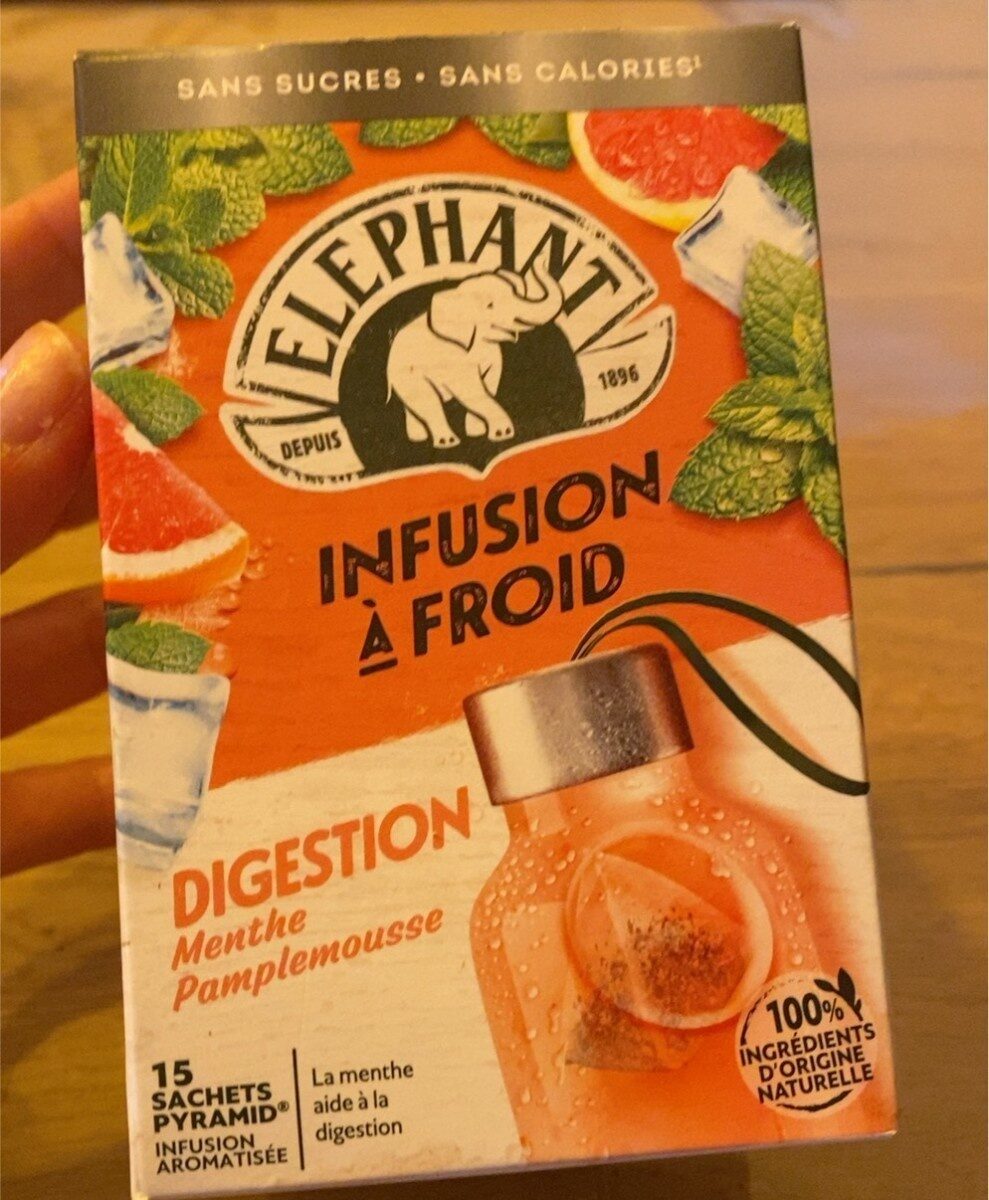 SANS SUCRES • SANS CALORIES¹
ELEPHANT
DEPUIS
1896
INFUSION
À FROID
DIGESTION
Menthe
Pamplemousse
15
SACHETS
PYRAMID®
INFUSION
AROMATISÉE
La menthe
aide à la
digestion
100%
INGRÉDIENTS
D'ORIGINE
NATURELLE